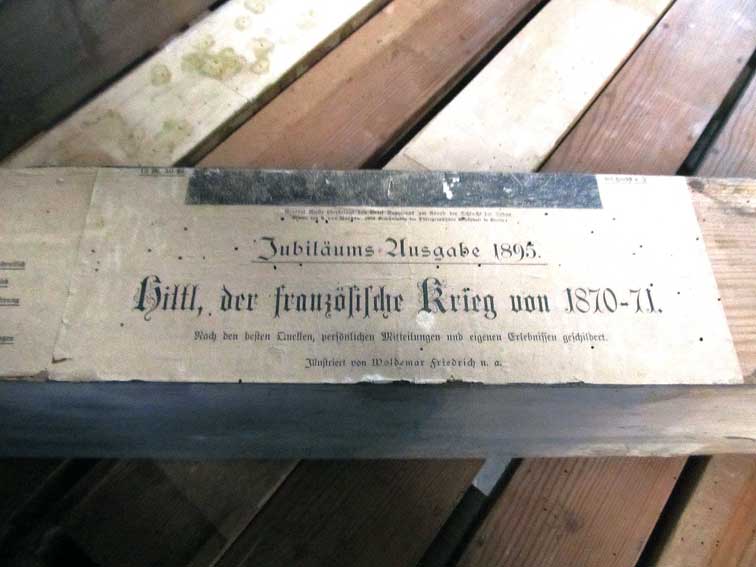 Jubiläums-Ausgabe 1895.
Hiltl, der französische Krieg von 1870-71.
Nach den besten Quellen, persönlichen Mitteilungen und eigenen Erlebnissen geschildert.
Illustriert von Woldemar Friedrich u. a.